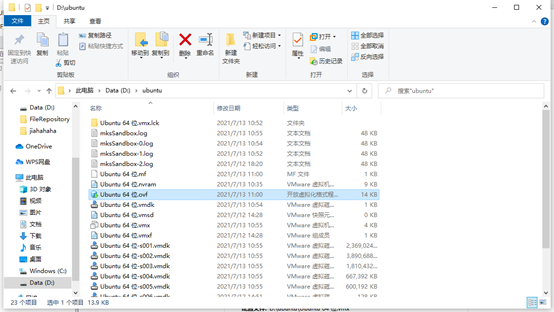 D:\ubuntu
文件 主页 共享 查看
固定到快速访问
复制
粘贴
复制路径
粘贴快捷方式
剪切
移动到 复制到 删除 重命名
新建文件夹
新建项目
轻松访问
属性
打开
编辑
历史记录
全部选择
全部取消
反向选择
剪贴板 组织 新建 打开 选择
此电脑 Data (D:) ubuntu
搜索"ubuntu"
名称 修改日期 类型 大小
Data (D:)
FileRepository
jiahahaha
OneDrive
WPS网盘
此电脑
3D 对象
视频
图片
文档
下载
音乐
桌面
Windows (C:)
Data (D:)
Ubuntu 64 位.vmx.lck 2021/7/13 10:52 文件夹
mksSandbox.log 2021/7/13 10:55 文本文档 48 KB
mksSandbox-0.log 2021/7/13 10:54 文本文档 48 KB
mksSandbox-1.log 2021/7/13 10:52 文本文档 48 KB
mksSandbox-2.log 2021/7/12 18:20 文本文档 48 KB
Ubuntu 64 位.mf 2021/7/13 11:00 MF 文件 1 KB
Ubuntu 64 位.nvram 2021/7/13 10:35 VMware 虚拟机... 9 KB
Ubuntu 64 位.ovf 2021/7/13 11:00 开放虚拟化格式程... 14 KB
Ubuntu 64 位.vmdk 2021/7/13 10:54 VMware 虚拟磁... 1 KB
Ubuntu 64 位.vmsd 2021/7/12 14:28 VMware 快照元... 0 KB
Ubuntu 64 位.vmx 2021/7/13 10:55 VMware 虚拟机... 4 KB
Ubuntu 64 位.vmxf 2021/7/12 14:28 VMware 组成员 1 KB
Ubuntu 64 位-s001.vmdk 2021/7/13 10:55 VMware 虚拟磁... 2,369,024...
Ubuntu 64 位-s002.vmdk 2021/7/13 10:55 VMware 虚拟磁... 3,890,688...
Ubuntu 64 位-s003.vmdk 2021/7/13 10:55 VMware 虚拟磁... 1,810,432...
Ubuntu 64 位-s004.vmdk 2021/7/13 10:55 VMware 虚拟磁... 667,392 KB
Ubuntu 64 位-s005.vmdk 2021/7/13 10:55 VMware 虚拟磁... 600,192 KB
23 个项目 选中 1 个项目 13.9 KB